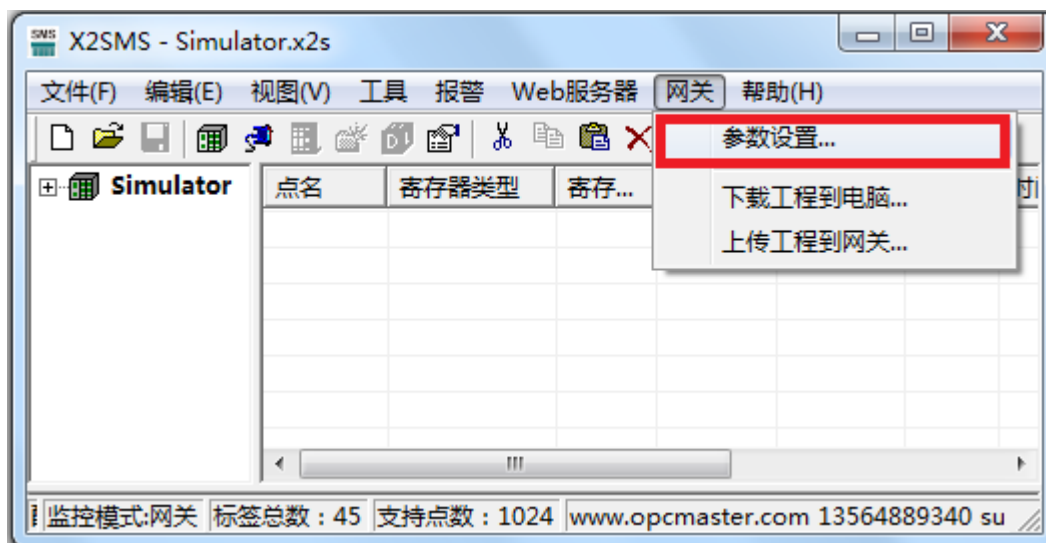 SMS X2SMS - Simulator.x2s
文件(F) 编辑(E) 视图(V) 工具 报警 Web服务器 网关 帮助(H)
参数设置...
Simulator 点名 寄存器类型 寄存...
下载工程到电脑...
上传工程到网关...
监控模式:网关 标签总数：45 支持点数：1024 www.opcmaster.com 13564889340 su